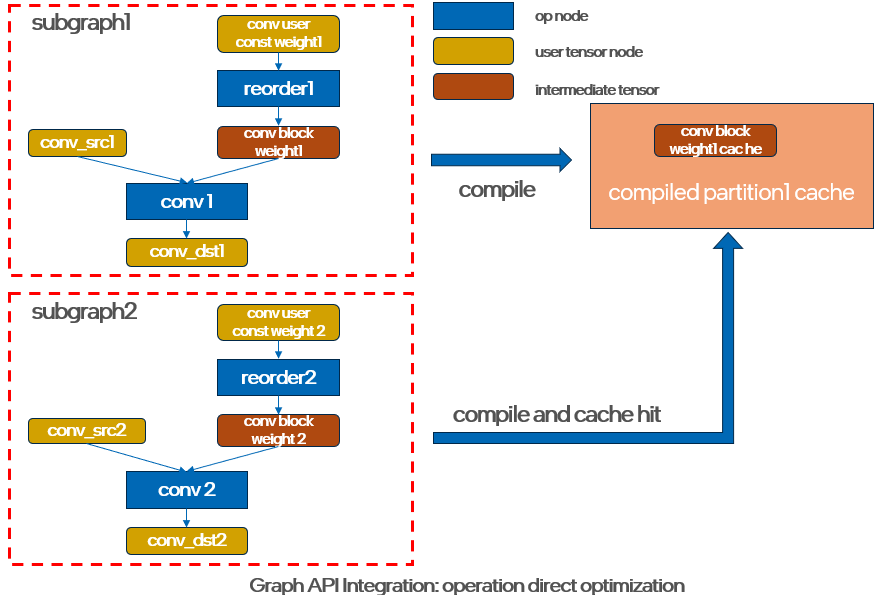 subgraph1
conv user
const weight1
reorder1
conv block
weight1
conv_src1
conv 1
conv_dst1
op node
user tensor node
intermediate tensor
compile
conv block
weight1 cac he
compiled partition1 cache
subgraph2
conv user
const weight 2
reorder2
conv block
weight 2
conv_src2
conv 2
conv_dst2
compile and cache hit
Graph API Integration: operation direct optimization